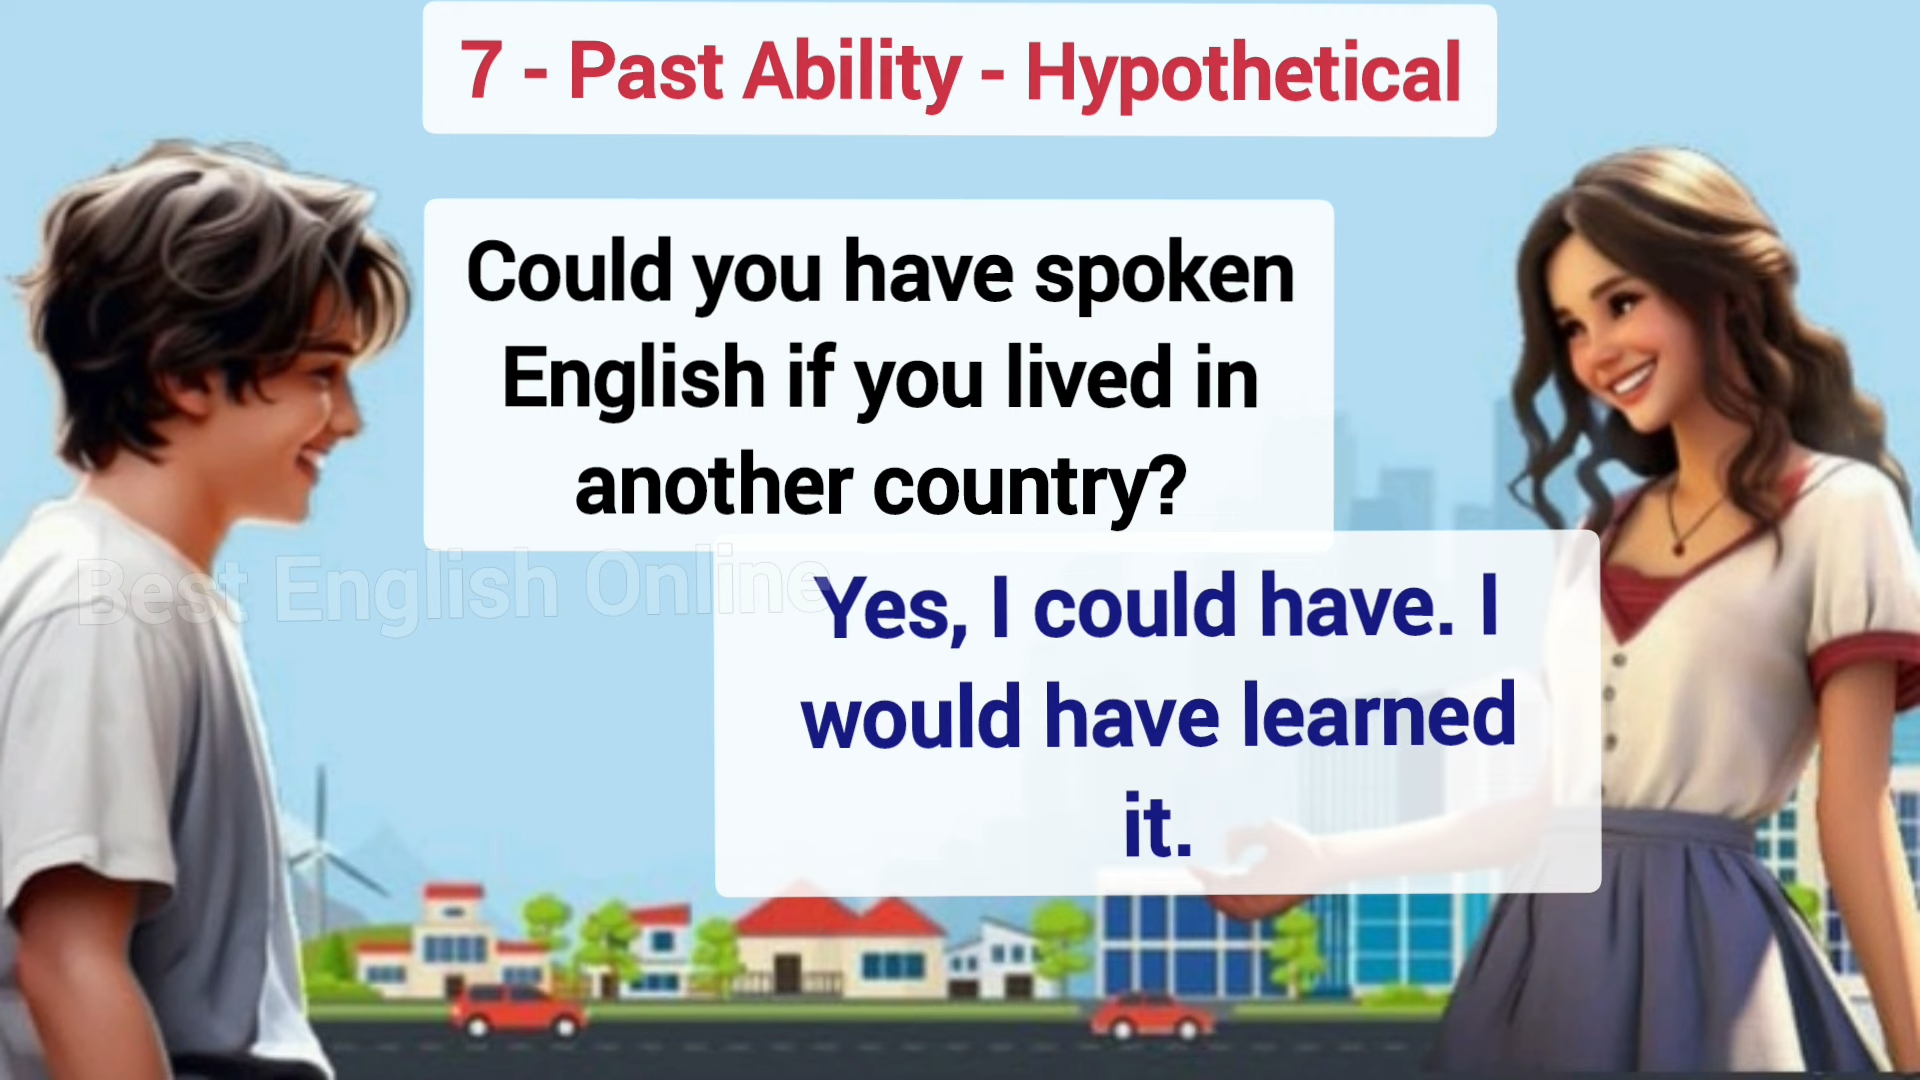 7 - Past Ability - Hypothetical
Could you have spoken
English if you lived in
another country?
Best English Online
Yes, I could have. I
would have learned
it.